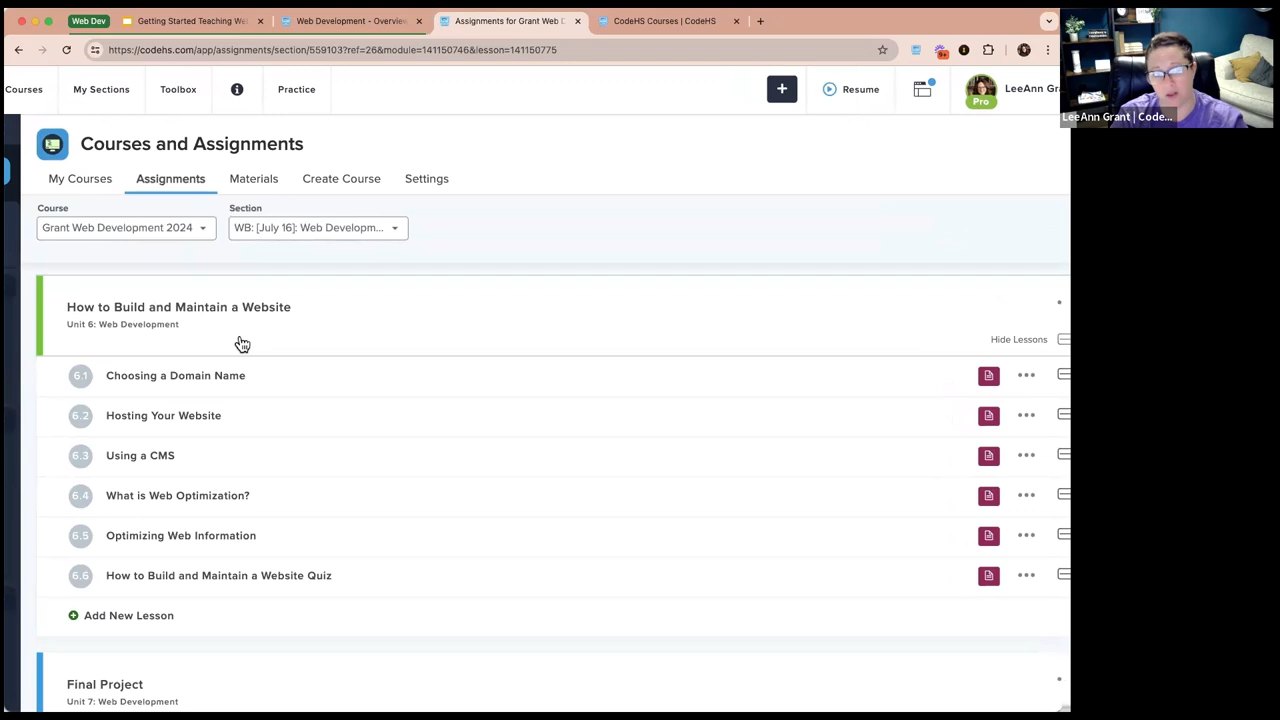 Web Dev
Getting Started Teaching We
Web Development - Overview
Assignments for Grant Web D
CodeHS Courses | CodeHS
https://codehs.com/app/assignments/section/559103?ref=26&module=141150746&lesson=141150775
9+
Courses
My Sections
Toolbox
Practice
+
Resume
Pro
LeeAnn Gra
LeeAnn Grant | Code...
Courses and Assignments
My Courses
Assignments
Materials
Create Course
Settings
Course
Section
Grant Web Development 2024
WB: [July 16]: Web Developm...
How to Build and Maintain a Website
Unit 6: Web Development
Hide Lessons
6.1 Choosing a Domain Name
6.2 Hosting Your Website
6.3 Using a CMS
6.4 What is Web Optimization?
6.5 Optimizing Web Information
6.6 How to Build and Maintain a Website Quiz
Add New Lesson
Final Project
Unit 7: Web Development